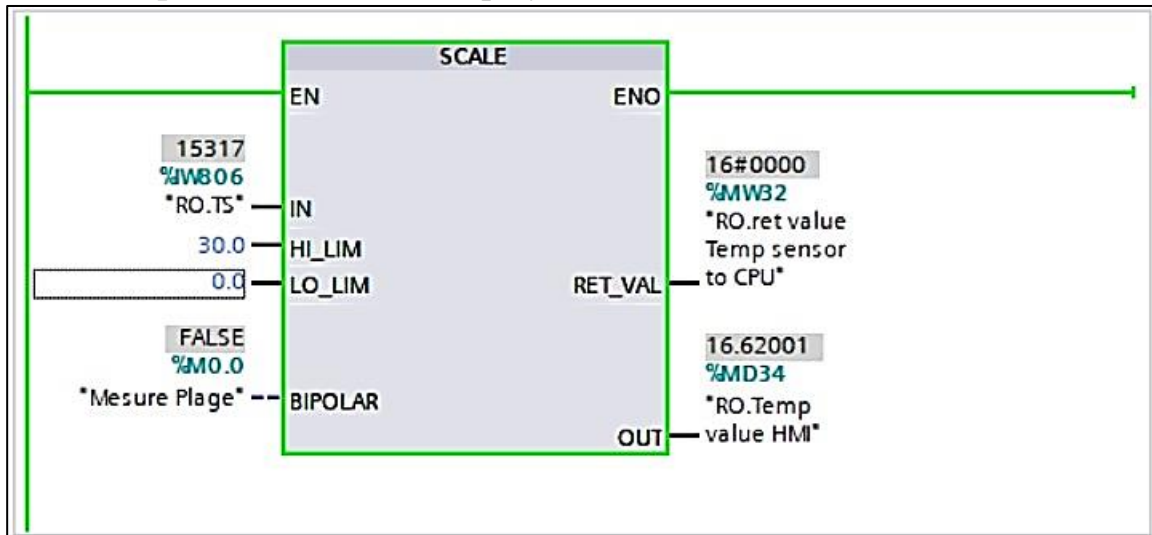 SCALE
EN ENO
15317
%IW806
"RO.TS" IN
30.0 HI_LIM
0.0 LO_LIM
FALSE
%M0.0
"Mesure Plage" BIPOLAR
16#0000
%MW32
"RO.ret value
Temp sensor
RET_VAL to CPU"
16.62001
%MD34
"RO.Temp
OUT value HMI"